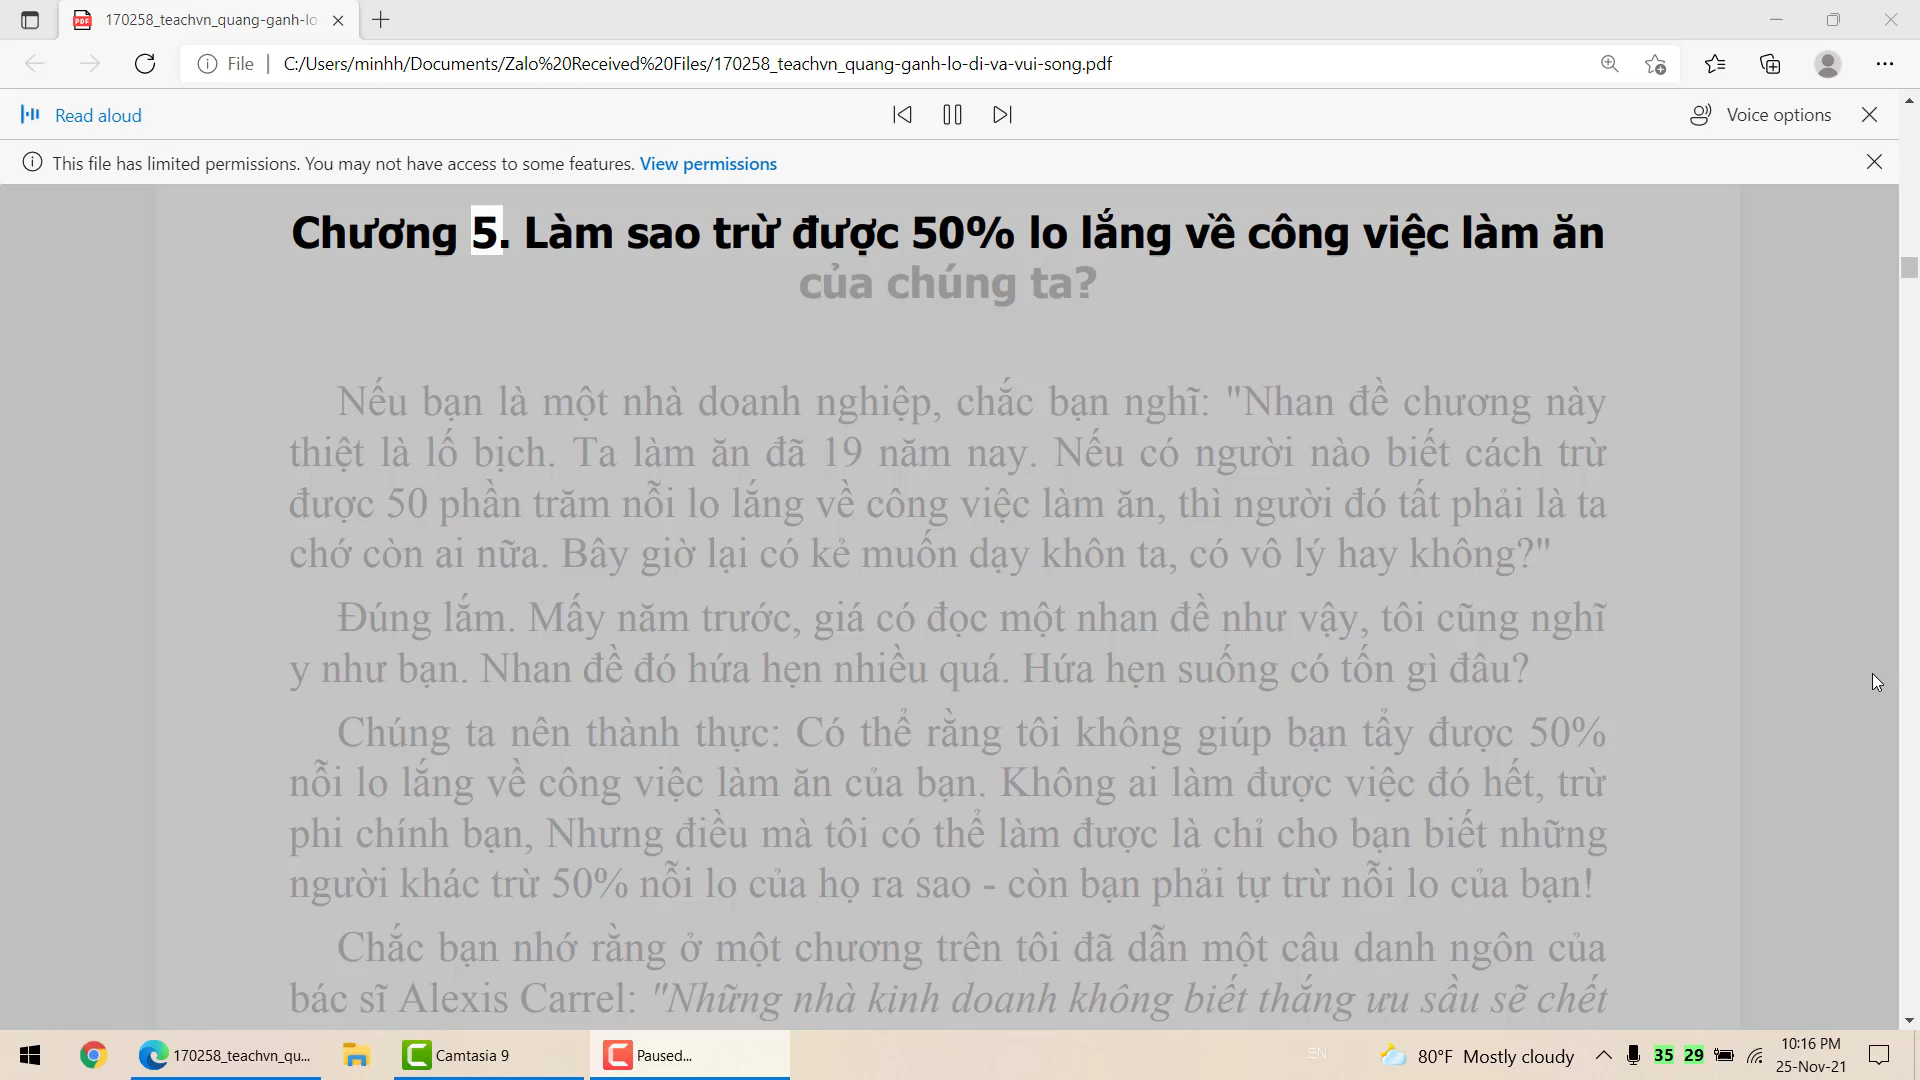 170258_teachvn_quang-ganh-lo
File
C:/Users/minhh/Documents/Zalo%20Received%20Files/170258_teachvn_quang-ganh-lo-di-va-vui-song.pdf
Read aloud
Voice options
This file has limited permissions. You may not have access to some features. View permissions
Chương 5. Làm sao trừ được 50% lo lắng về công việc làm ăn
của chúng ta?
Nếu bạn là một nhà doanh nghiệp, chắc bạn nghĩ: "Nhan đề chương này
thiệt là lố bịch. Ta làm ăn đã 19 năm nay. Nếu có người nào biết cách trừ
được 50 phần trăm nỗi lo lắng về công việc làm ăn, thì người đó tất phải là ta
chớ còn ai nữa. Bây giờ lại có kẻ muốn dạy khôn ta, có vô lý hay không?"
Đúng lắm. Mấy năm trước, giá có đọc một nhan đề như vậy, tôi cũng nghĩ
y như bạn. Nhan đề đó hứa hẹn nhiều quá. Hứa hẹn suống có tốn gì đâu?
Chúng ta nên thành thực: Có thể rằng tôi không giúp bạn tẩy được 50%
nỗi lo lắng về công việc làm ăn của bạn. Không ai làm được việc đó hết, trừ
phi chính bạn, Nhưng điều mà tôi có thể làm được là chỉ cho bạn biết những
người khác trừ 50% nỗi lo của họ ra sao - còn bạn phải tự trừ nỗi lo của bạn!
Chắc bạn nhớ rằng ở một chương trên tôi đã dẫn một câu danh ngôn của
bác sĩ Alexis Carrel: "Những nhà kinh doanh không biết thắng ưu sầu sẽ chết
170258_teachvn_qu...
Camtasia 9
Paused...
EN
80°F Mostly cloudy
35
29
10:16 PM
25-Nov-21